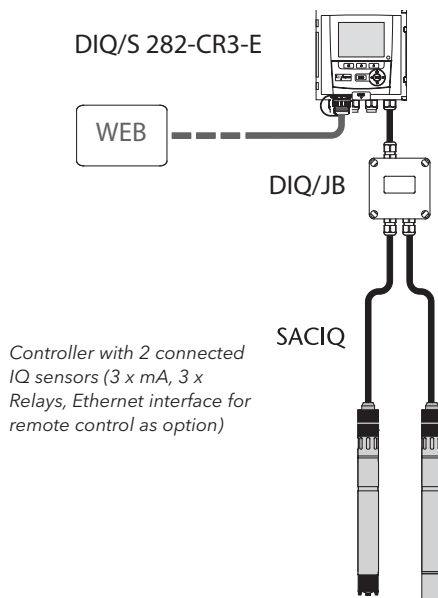 DIQ/S 282-CR3-E
WEB
DIQ/JB
SACIQ
Controller with 2 connected
IQ sensors (3 x mA, 3 x
Relays, Ethernet interface for
remote control as option)